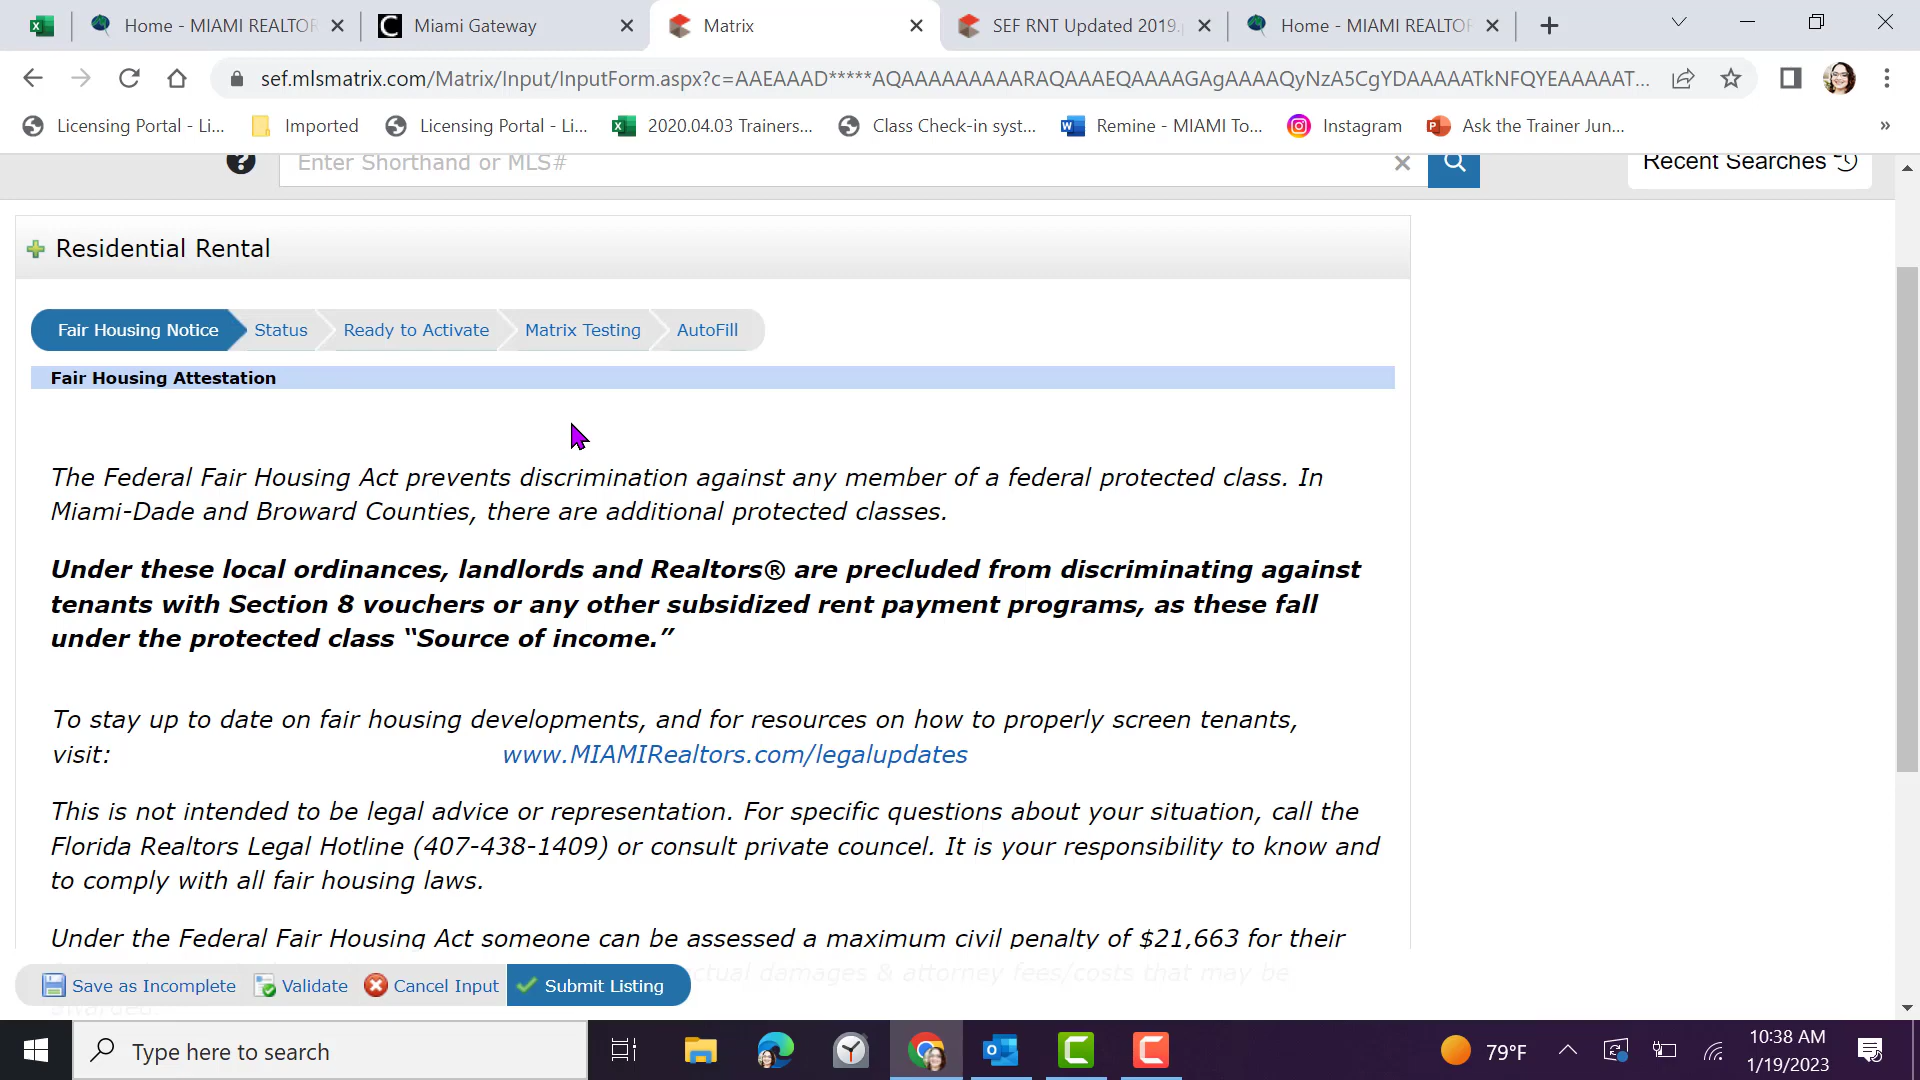 Home - MIAMI REALTOR
Miami Gateway
Matrix
SEF RNT Updated 2019.
Home - MIAMI REALTOR
sef.mlsmatrix.com/Matrix/Input/InputForm.aspx?c=AAEAAAD*****AQAAAAAAAAARAQAAAEQAAAAGAgAAAAQyNzA5CgYDAAAAATkNFQYEAAAAAT...
Licensing Portal - Li...
Imported
Licensing Portal - Li...
2020.04.03 Trainers...
Class Check-in syst...
Remine - MIAMI To...
Instagram
Ask the Trainer Jun...
»
Enter Shorthand or MLS#
Recent Searches
Residential Rental
Fair Housing Notice
Status
Ready to Activate
Matrix Testing
AutoFill
Fair Housing Attestation
The Federal Fair Housing Act prevents discrimination against any member of a federal protected class. In
Miami-Dade and Broward Counties, there are additional protected classes.
Under these local ordinances, landlords and Realtors® are precluded from discriminating against
tenants with Section 8 vouchers or any other subsidized rent payment programs, as these fall
under the protected class “Source of income.”
To stay up to date on fair housing developments, and for resources on how to properly screen tenants,
visit: www.MIAMIRealtors.com/legalupdates
This is not intended to be legal advice or representation. For specific questions about your situation, call the
Florida Realtors Legal Hotline (407-438-1409) or consult private councel. It is your responsibility to know and
to comply with all fair housing laws.
Under the Federal Fair Housing Act someone can be assessed a maximum civil penalty of $21,663 for their
ctual damages & attorney fees/costs that may be
awarded.
Save as Incomplete
Validate
Cancel Input
Submit Listing
Type here to search
79°F
10:38 AM
1/19/2023